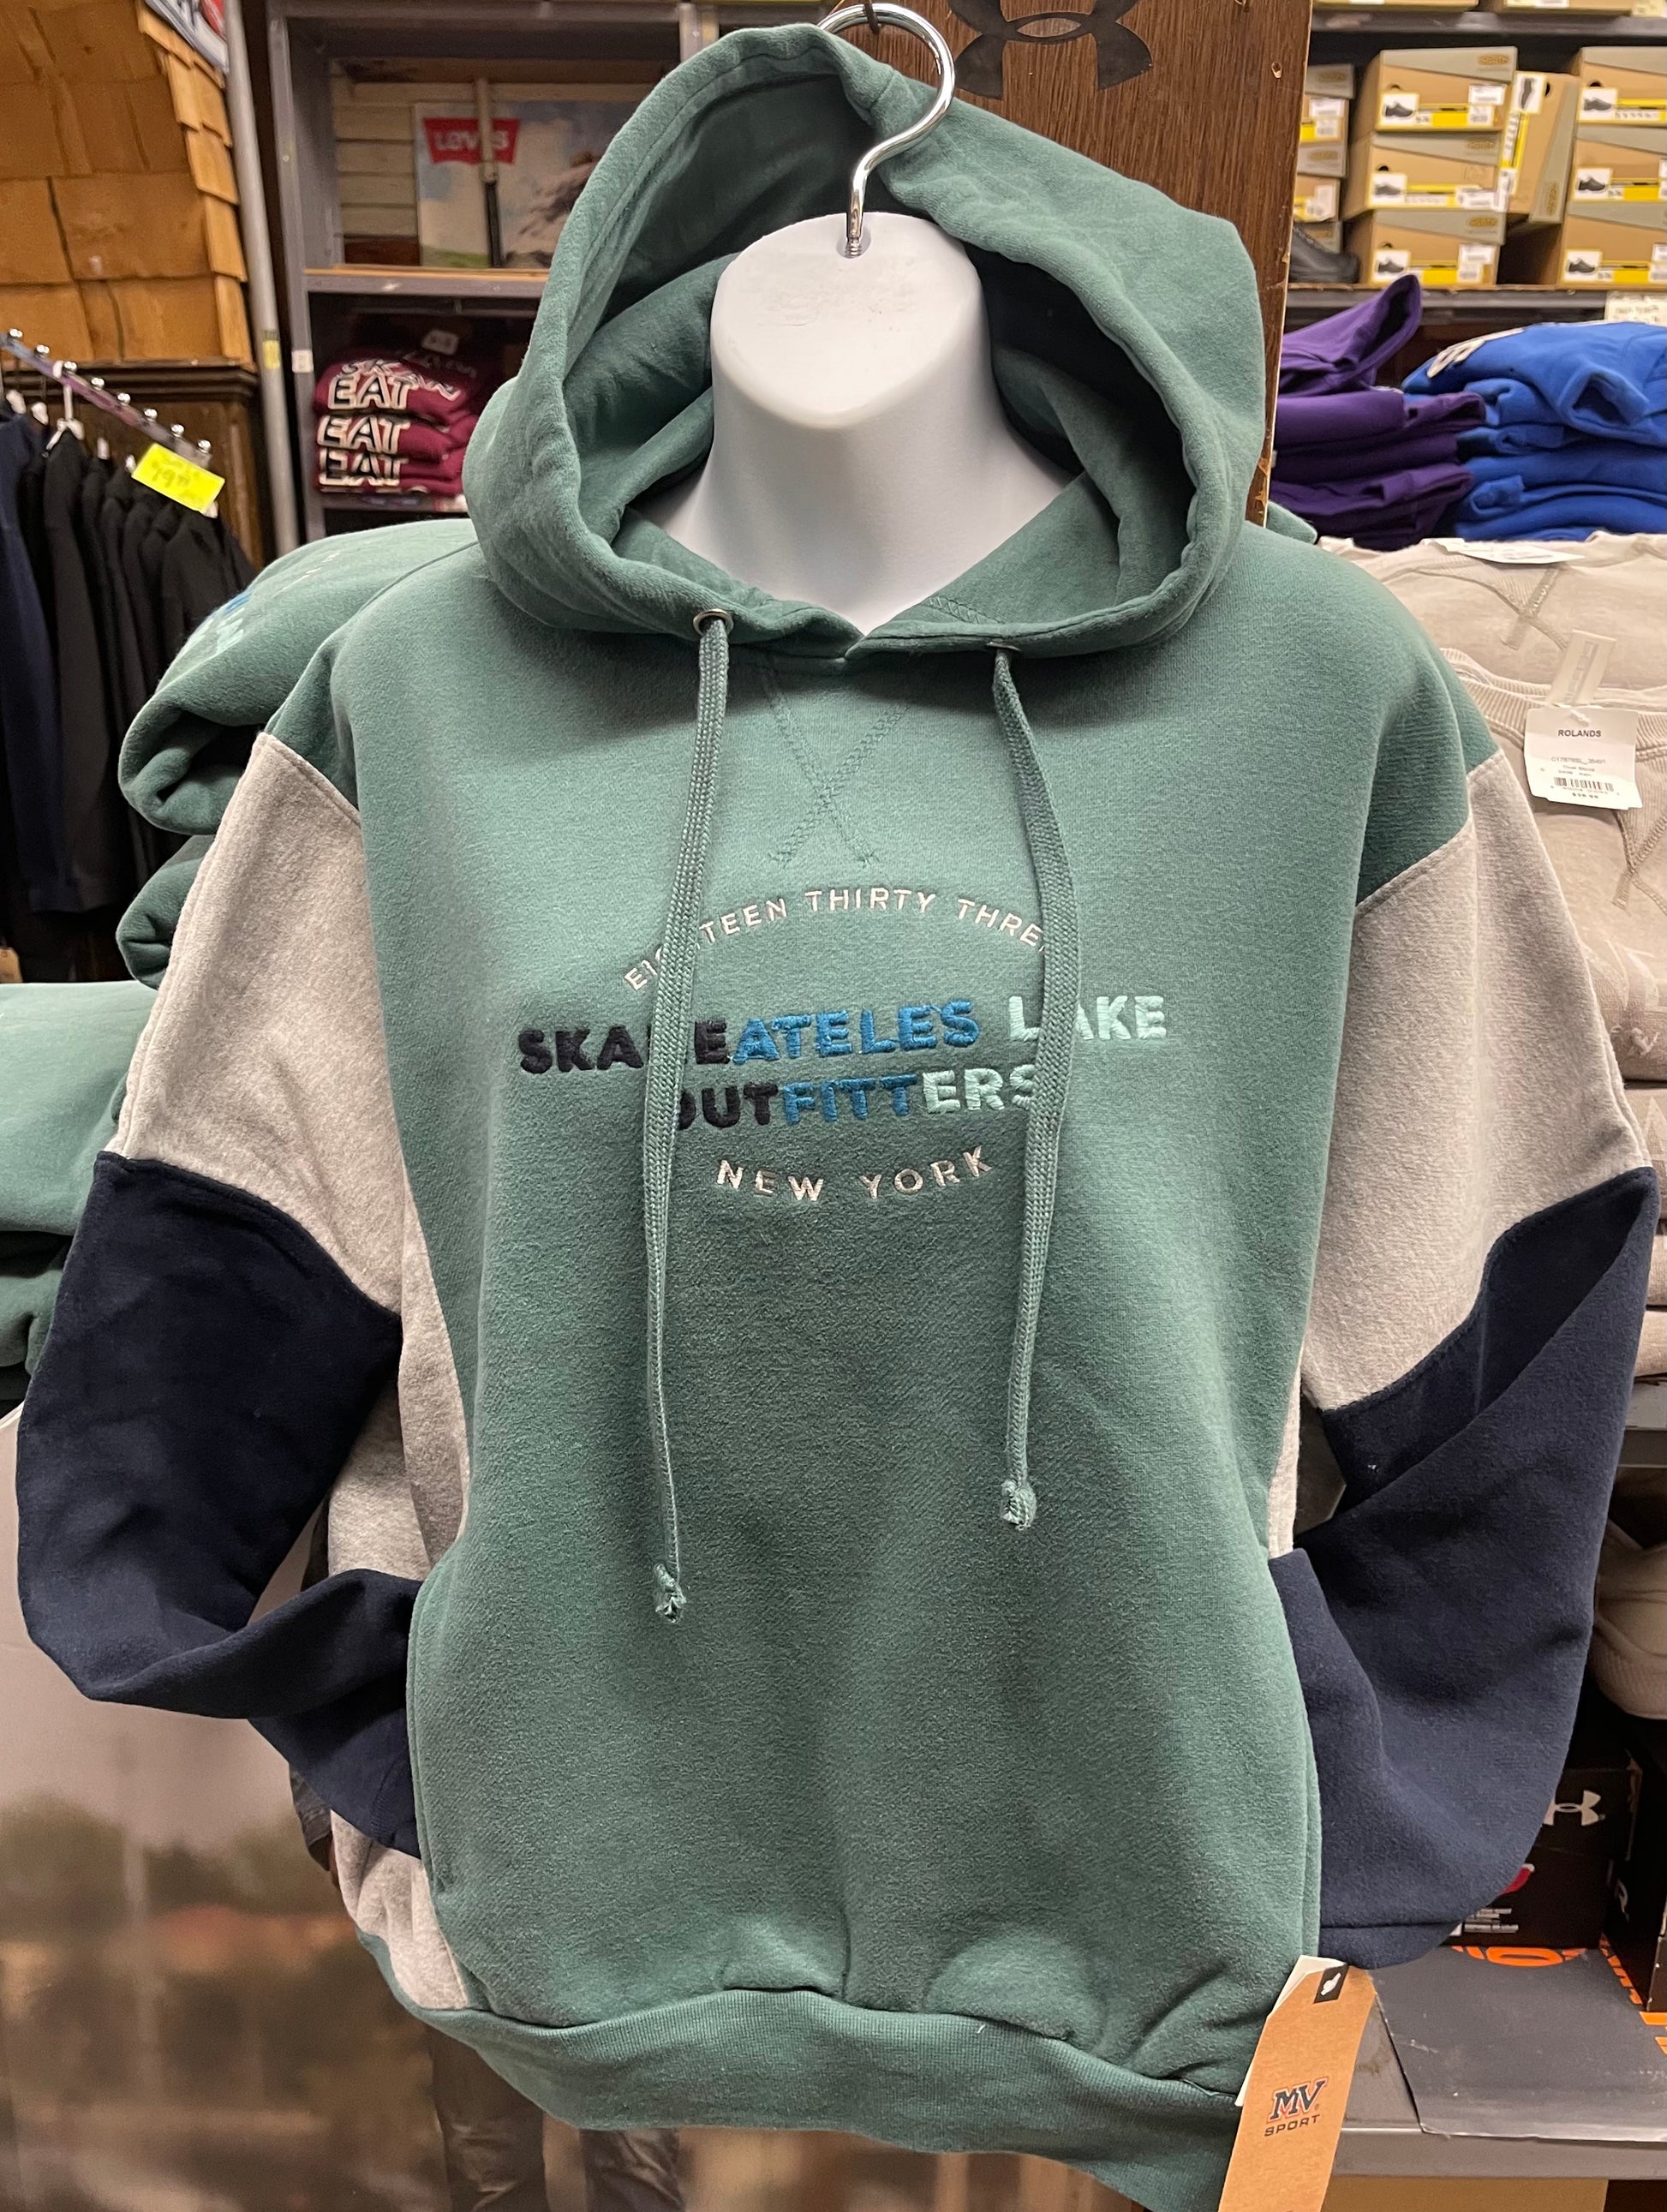 LEVI'S
EAT
EAT
EAT
ROLANDS
EIGHTEEN THIRTY THREE
SKANEATELES LAKE
OUTFITTERS
NEW YORK
MV
SPORT